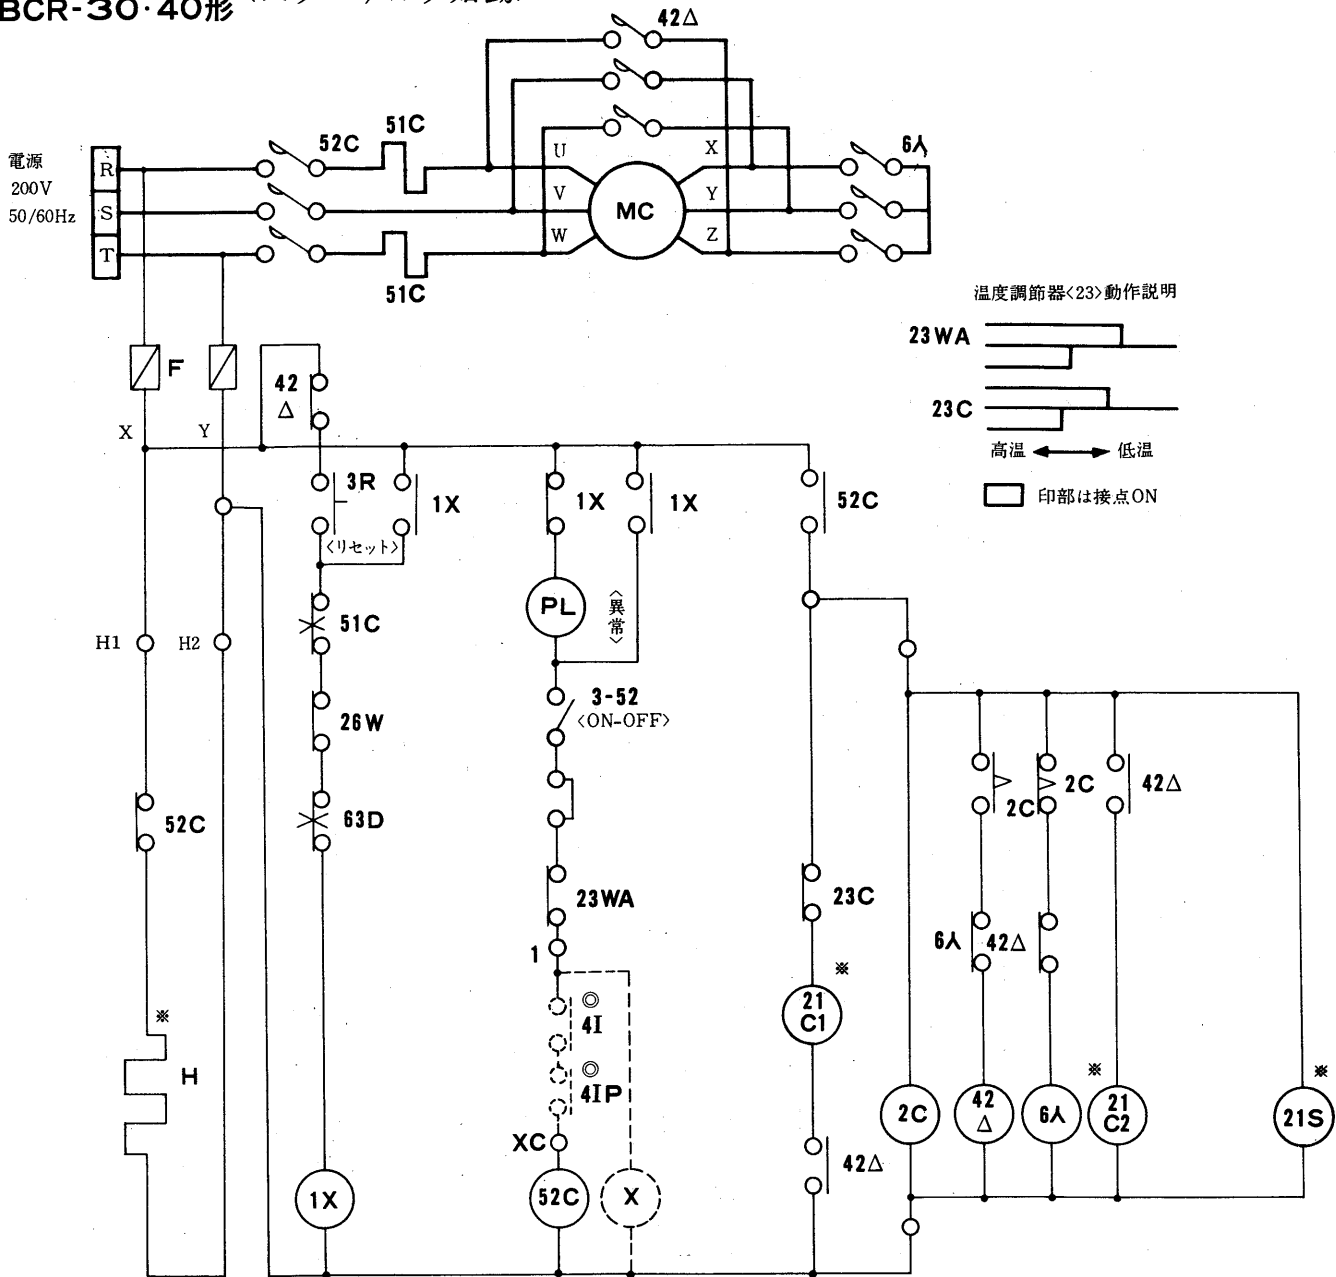 BCR-30·40形
42△
52C
51C
6人
電源
200V
50/60Hz
R
S
T
U
V
W
MC
X
Y
Z
51C
温度調節器<23>動作説明
23WA
23C
高温 低温
印部は接点ON
F
42
△
X
Y
3R
1X
<リセット>
1X
1X
52C
PL
<異常>
51C
H1
H2
26W
3-52
<ON-OFF>
2C
2C
42△
52C
63D
23WA
23C
1
6人
42△
※
21
C1
◎
4I
◎
4IP
※
H
XC
2C
42
△
6人
※
21
C2
※
21S
42△
1X
52C
X